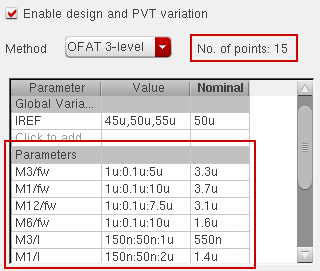 Enable design and PVT variation
Method OFAT 3-level No. of points: 15
Parameter Value Nominal
Global Varia...
IREF 45u,50u,55u 50u
Click to add
Parameters
M3/fw 1u:0.1u:5u 3.3u
M1/fw 1u:0.1u:10u 3.7u
M12/fw 1u:0.1u:7.5u 3.1u
M6/fw 1u:0.1u:10u 1.6u
M3/l 150n:50n:1u 550n
M1/l 150n:50n:2u 1.4u